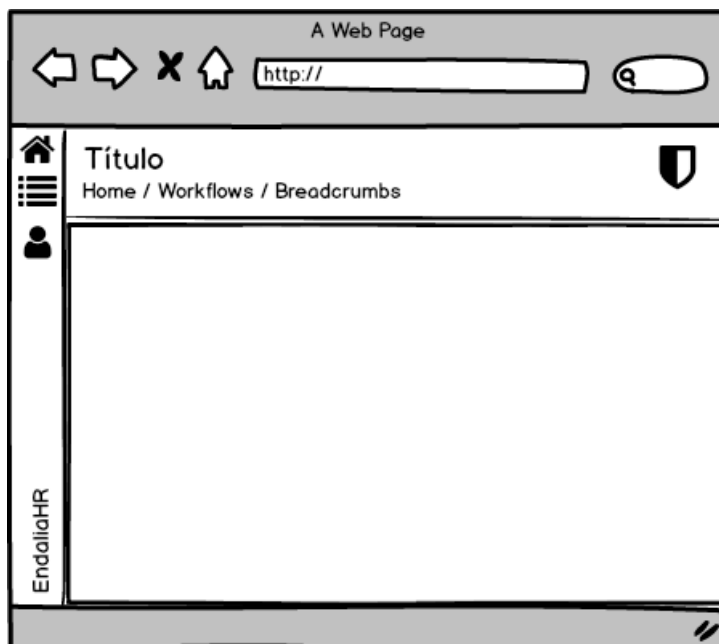 A Web Page
http://
Título
Home / Workflows / Breadcrumbs
EndaliaHR